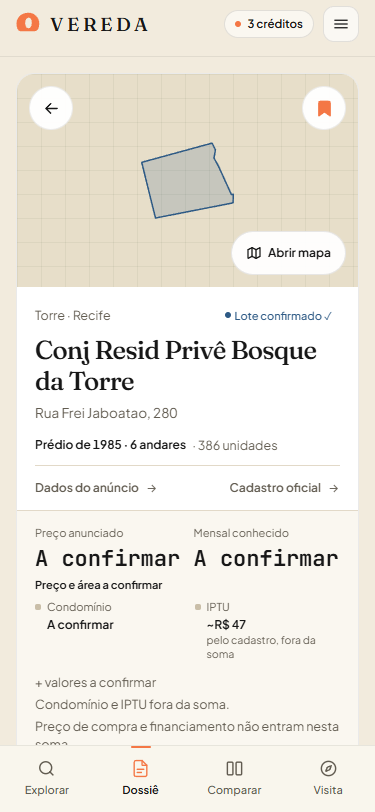 VEREDA
3 créditos
Abrir mapa
Torre · Recife
Lote confirmado ✓
Conj Resid Privê Bosque
da Torre
Rua Frei Jaboatao, 280
Prédio de 1985 · 6 andares · 386 unidades
Dados do anúncio →
Cadastro oficial →
Preço anunciado
Mensal conhecido
A confirmar
A confirmar
Preço e área a confirmar
Condomínio
A confirmar
IPTU
~R$ 47
pelo cadastro, fora da
soma
+ valores a confirmar
Condomínio e IPTU fora da soma.
Preço de compra e financiamento não entram nesta
soma
Explorar
Dossiê
Comparar
Visita